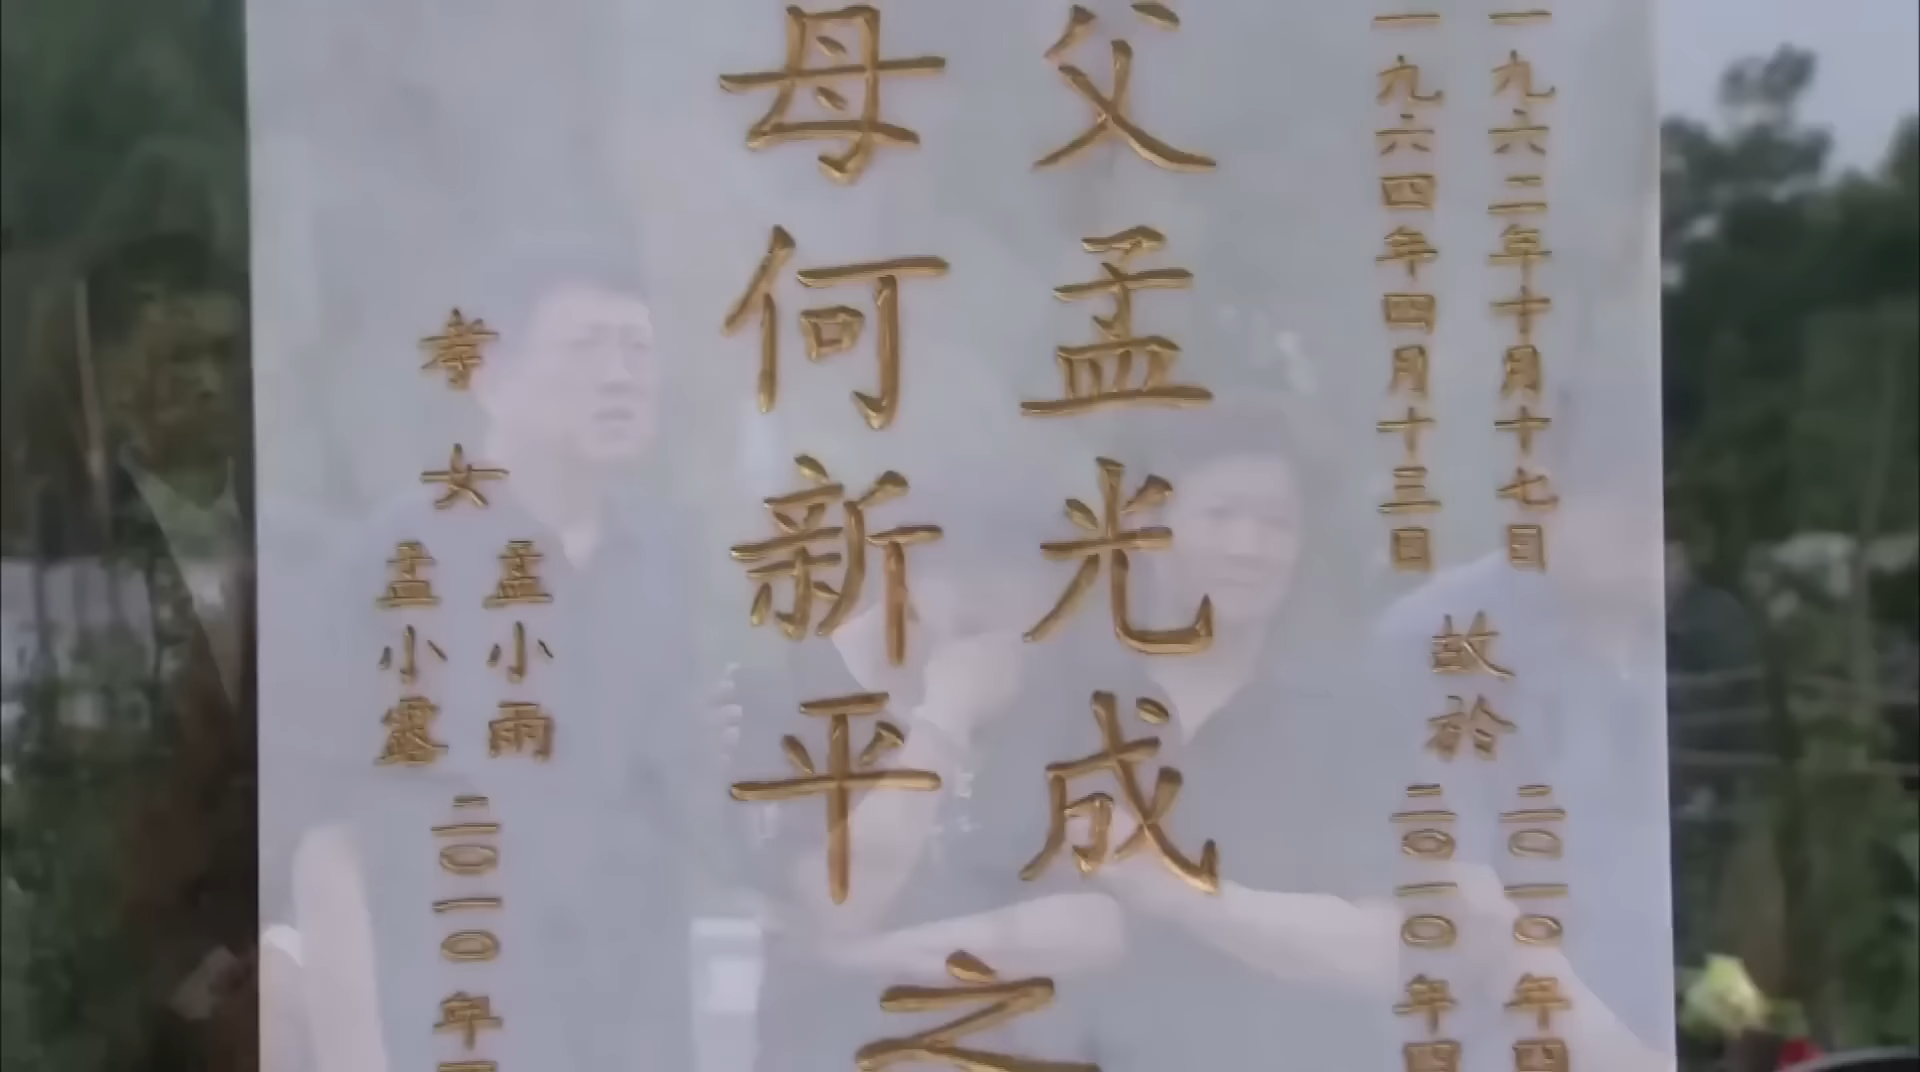 一九六二年十月十七日
一九六四年四月十三日
故於
二〇一〇年四
二〇一〇年四
父孟光成
母何新平
之
孝女
孟小雨
孟小露
二〇一〇年